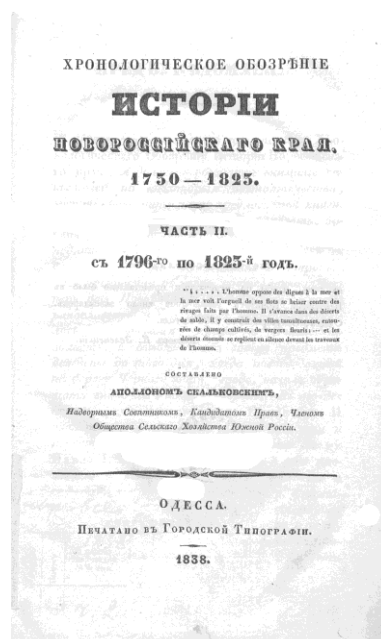 ХРОНОЛОГИЧЕСКОЕ ОБОЗРѢНІЕ
ИСТОРІИ
НОВОРОССІЙСКАГО КРАЯ,
1730—1823.
ЧАСТЬ II.
съ 1796-го по 1823-й годъ.
L'homme oppose des digues à la mer et
la mer voit l'orgueil de ses flots se briser contre des
rivages faits par l'homme. Il s'avance dans des déserts
de sable, il y construit des villes
de champs cultivés, de vergers fleuris; — et les
déserts étonnés se replient en silence devant les travaux
de l'homme.
СОСТАВЛЕНО
АПОЛЛОНОМЪ СКАЛЬКОВСКИМЪ,
Надворнымъ Совѣтникомъ, Кандидатомъ Правъ, Членомъ
Общества Сельскаго Хозяйства Южной Россіи.
ОДЕССА.
ПЕЧАТАНО ВЪ ГОРОДСКОЙ ТИПОГРАФІИ.
1838.